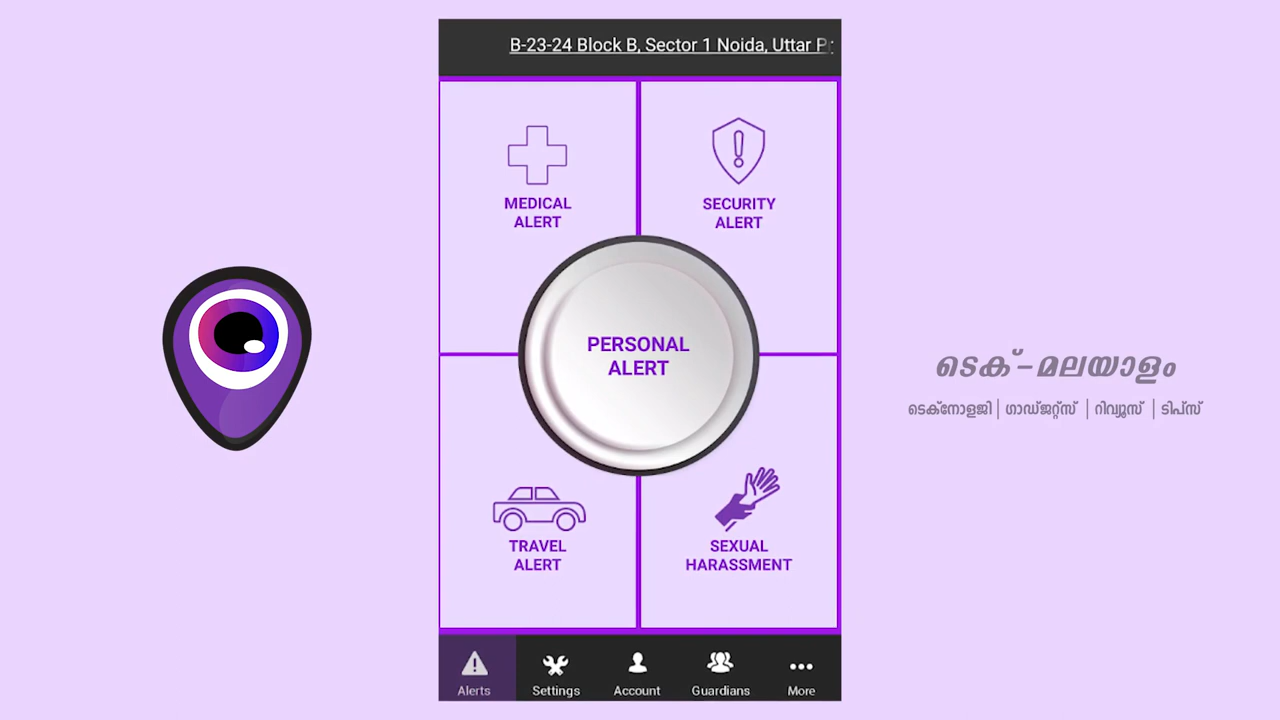 B-23-24 Block B, Sector 1 Noida, Uttar
MEDICAL
ALERT
SECURITY
ALERT
PERSONAL
ALERT
TRAVEL
ALERT
SEXUAL
HARASSMENT
Alerts
Settings
Account
Guardians
More
ടെക്-മലയാളം
ടെക്നോളജി | ഗാഡ്ജറ്റ്സ് | റിവ്യൂസ് | ടിപ്സ്